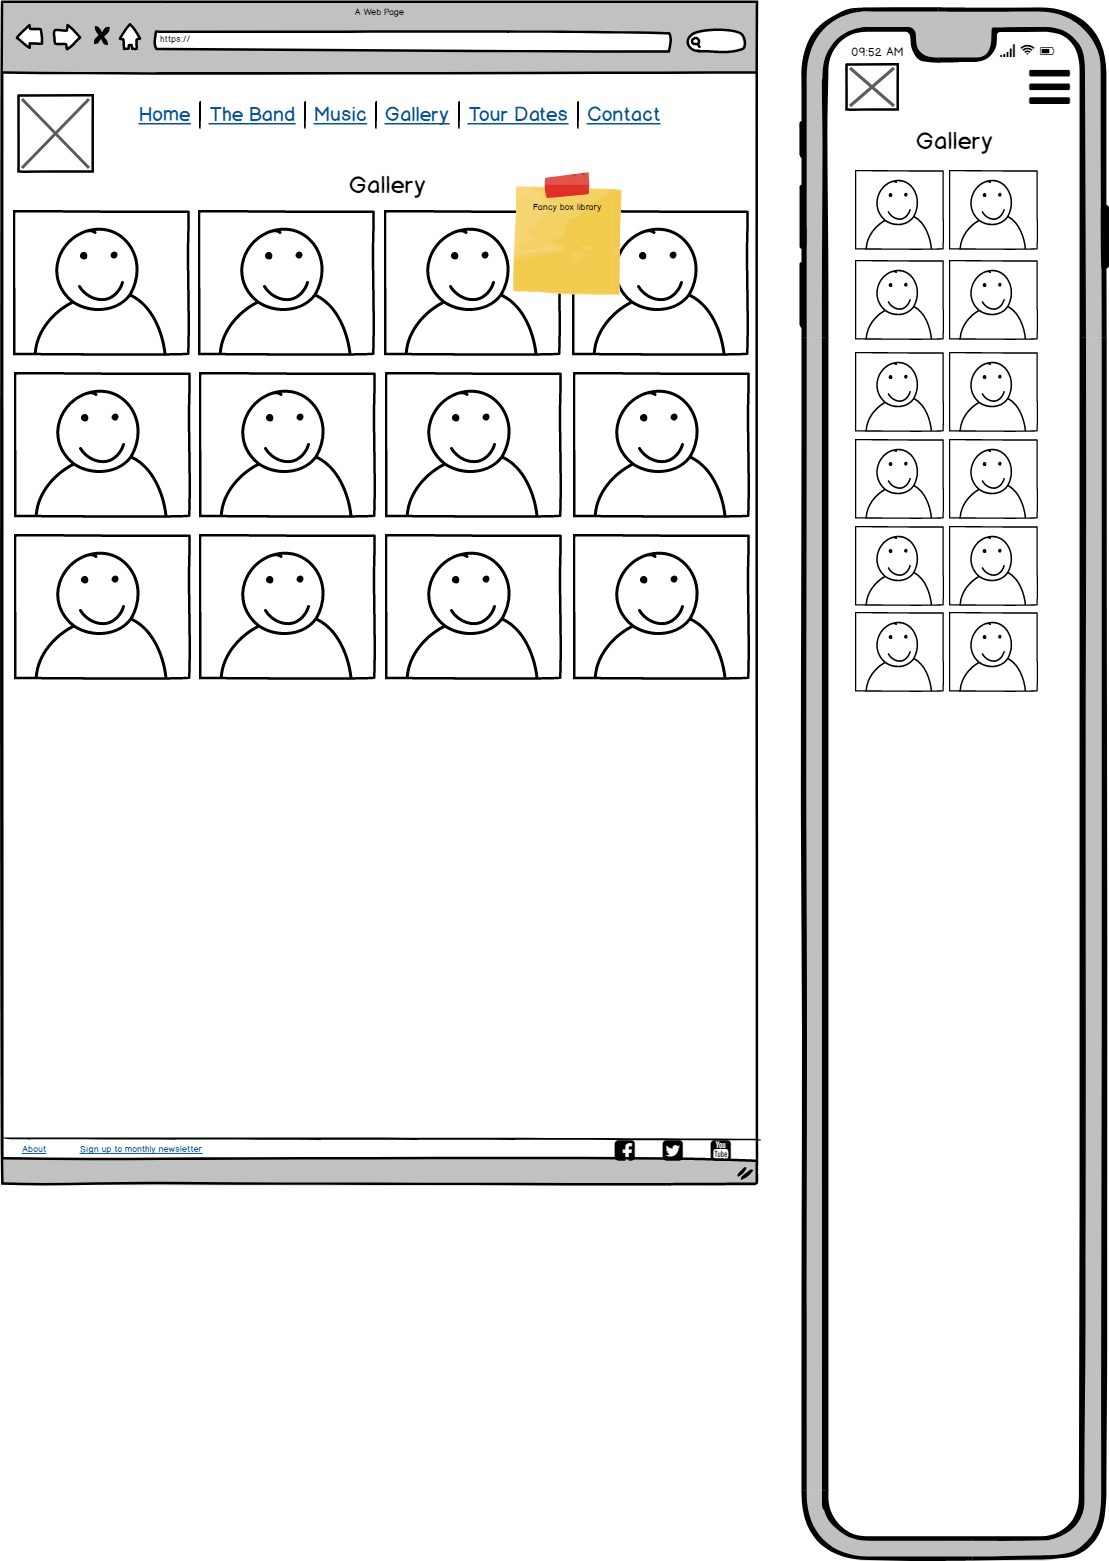 A Web Page
https://
Home The Band Music Gallery Tour Dates Contact
Gallery
Fancy box library
About Sign up to monthly newsletter
You
Tube
09:52 AM
Gallery